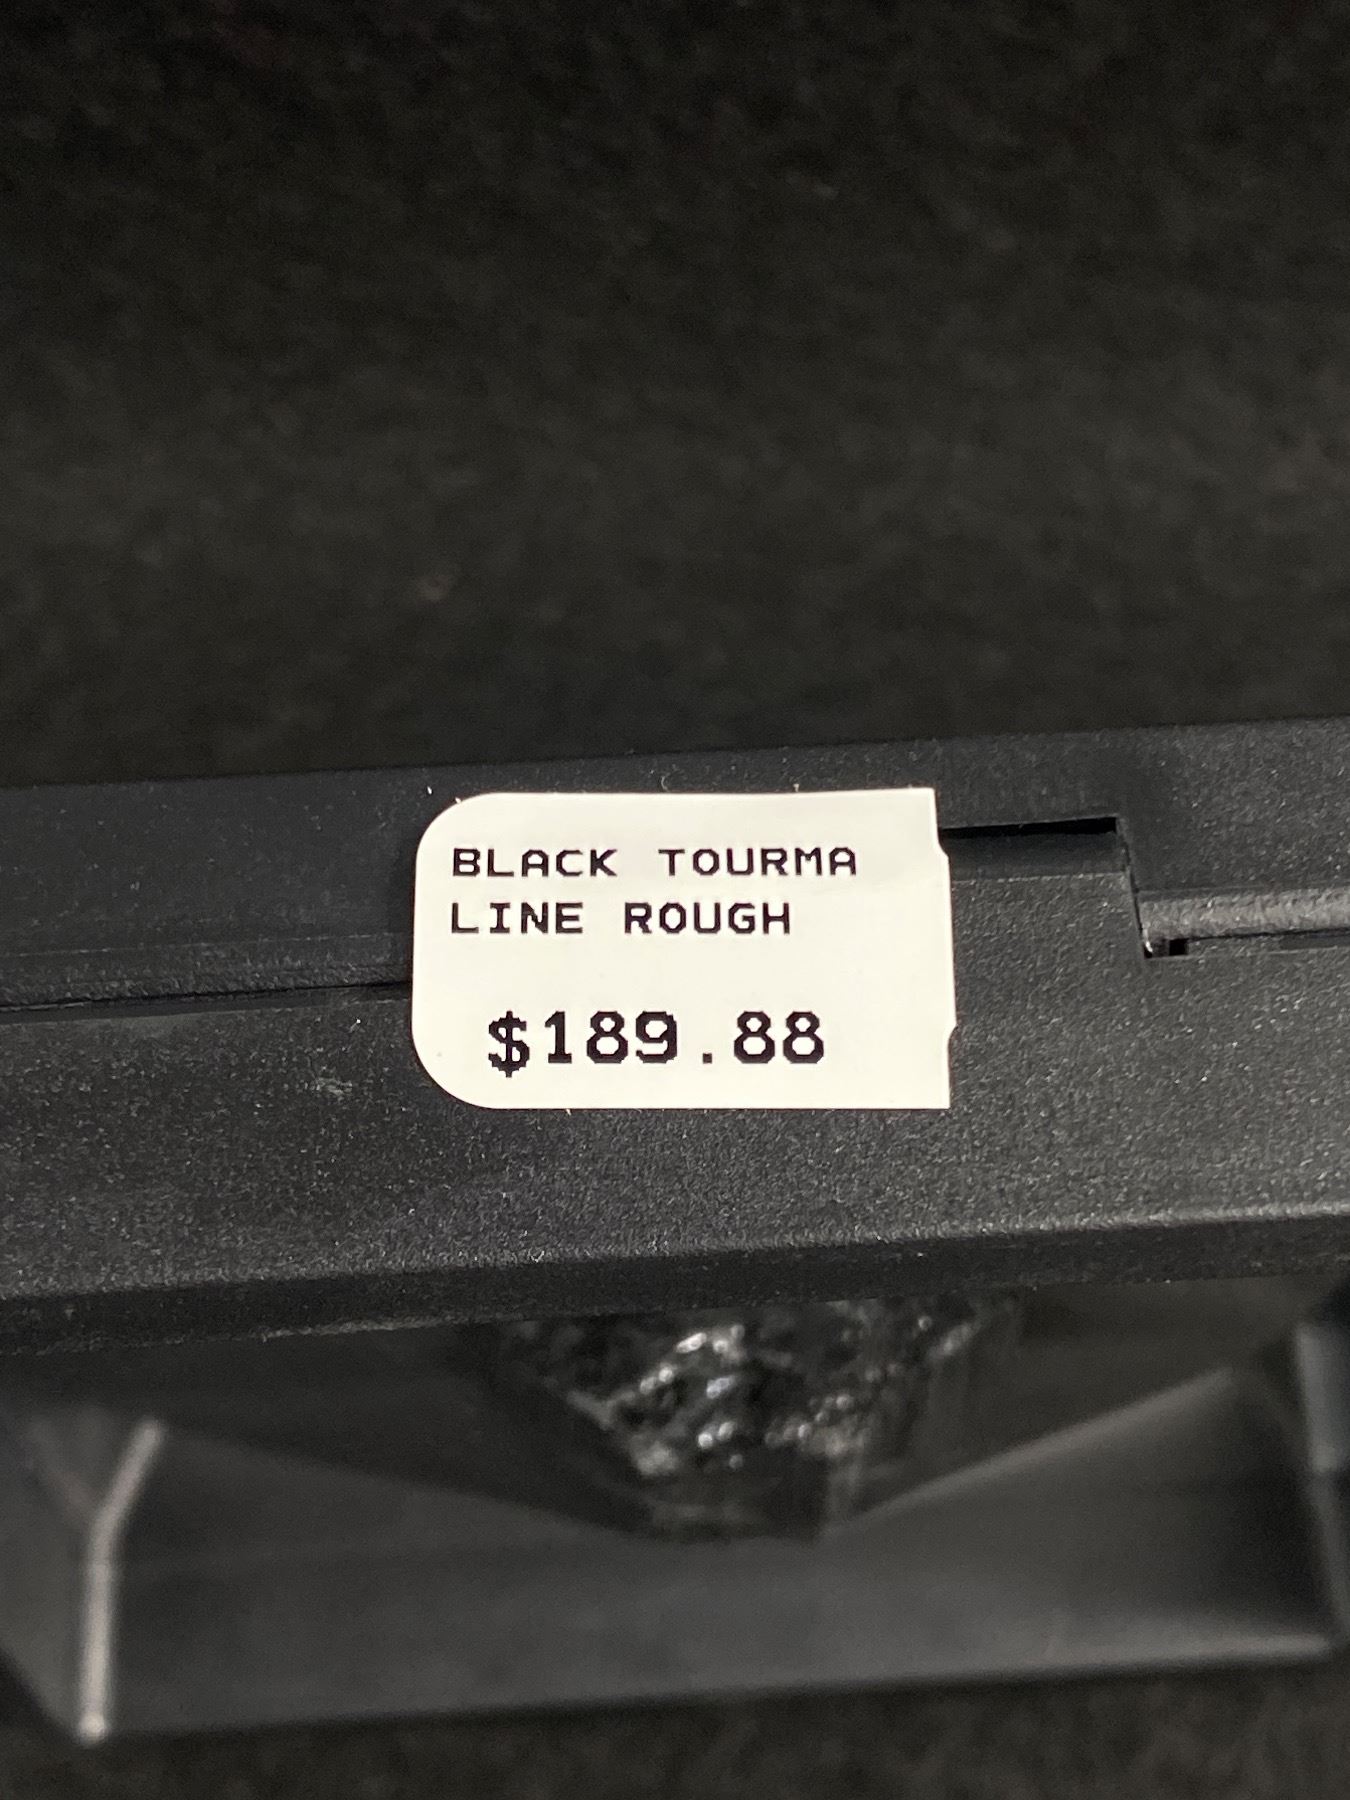 BLACK TOURMA
LINE ROUGH
$189.88